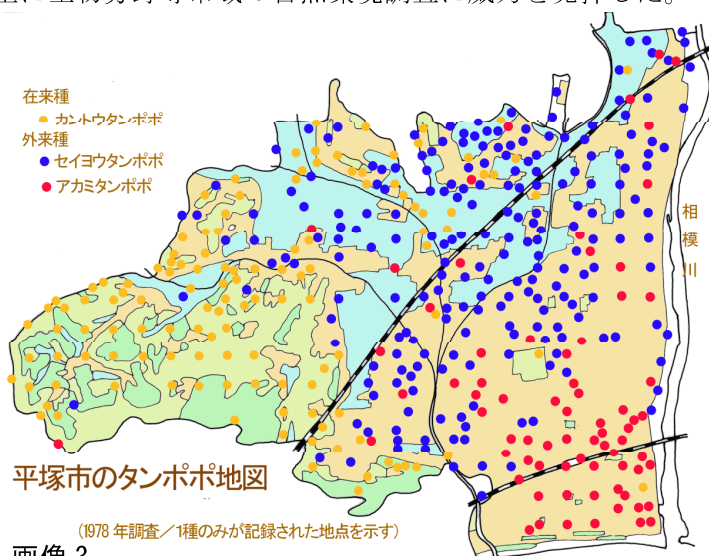 在来種
カントウタンポポ
外来種
セイヨウタンポポ
アカミタンポポ
相模川
平塚市のタンポポ地図
(1978 年調査／1種のみが記録された地点を示す)